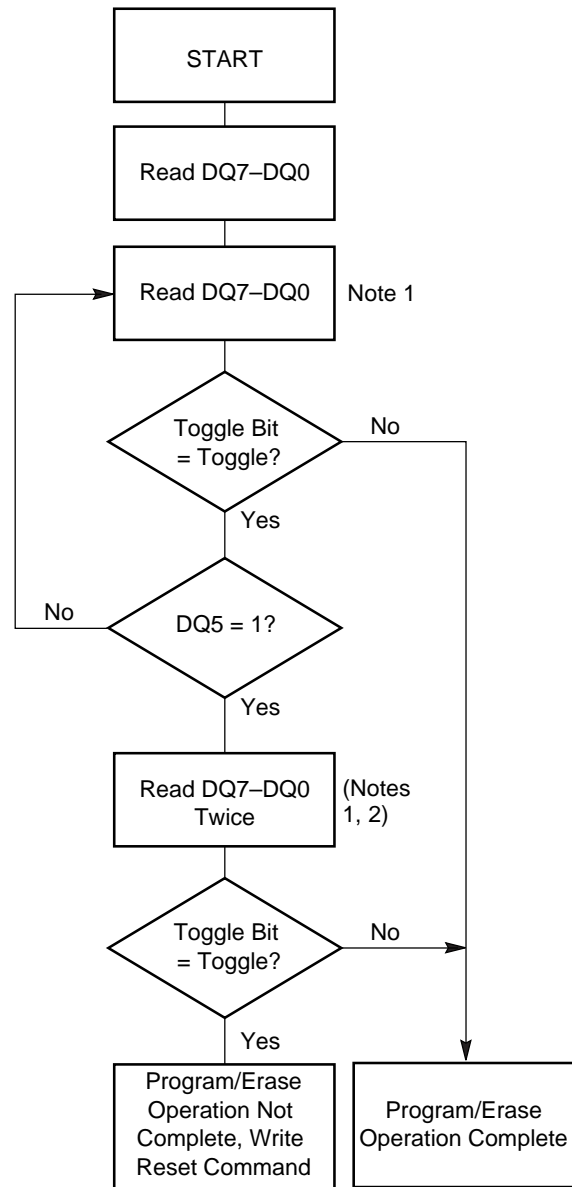 START
Read DQ7–DQ0
Read DQ7–DQ0
Note 1
Toggle Bit
= Toggle?
No
Yes
DQ5 = 1?
No
Yes
Read DQ7–DQ0
Twice
(Notes
1, 2)
Toggle Bit
= Toggle?
No
Yes
Program/Erase
Operation Not
Complete, Write
Reset Command
Program/Erase
Operation Complete